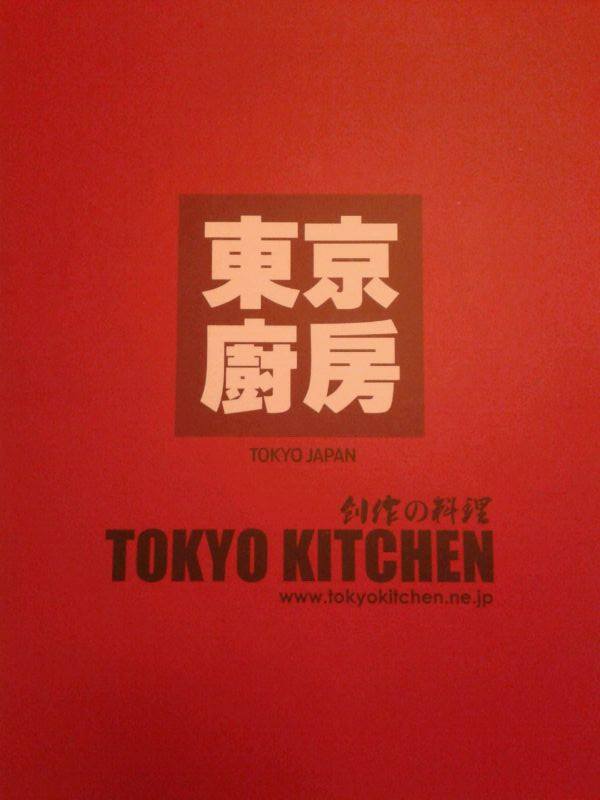 東京
廚房
TOKYO JAPAN
創作の料理
TOKYO KITCHEN
www.tokyokitchen.ne.jp